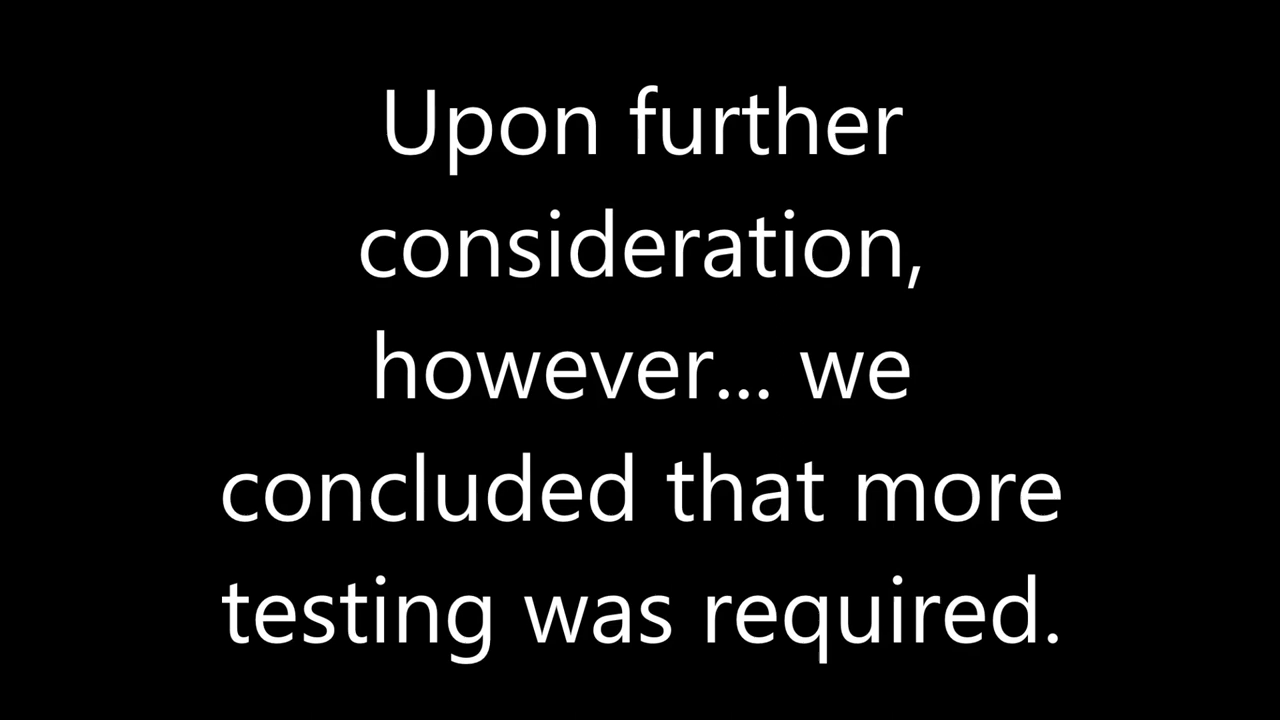 Upon further
consideration,
however... we
concluded that more
testing was required.